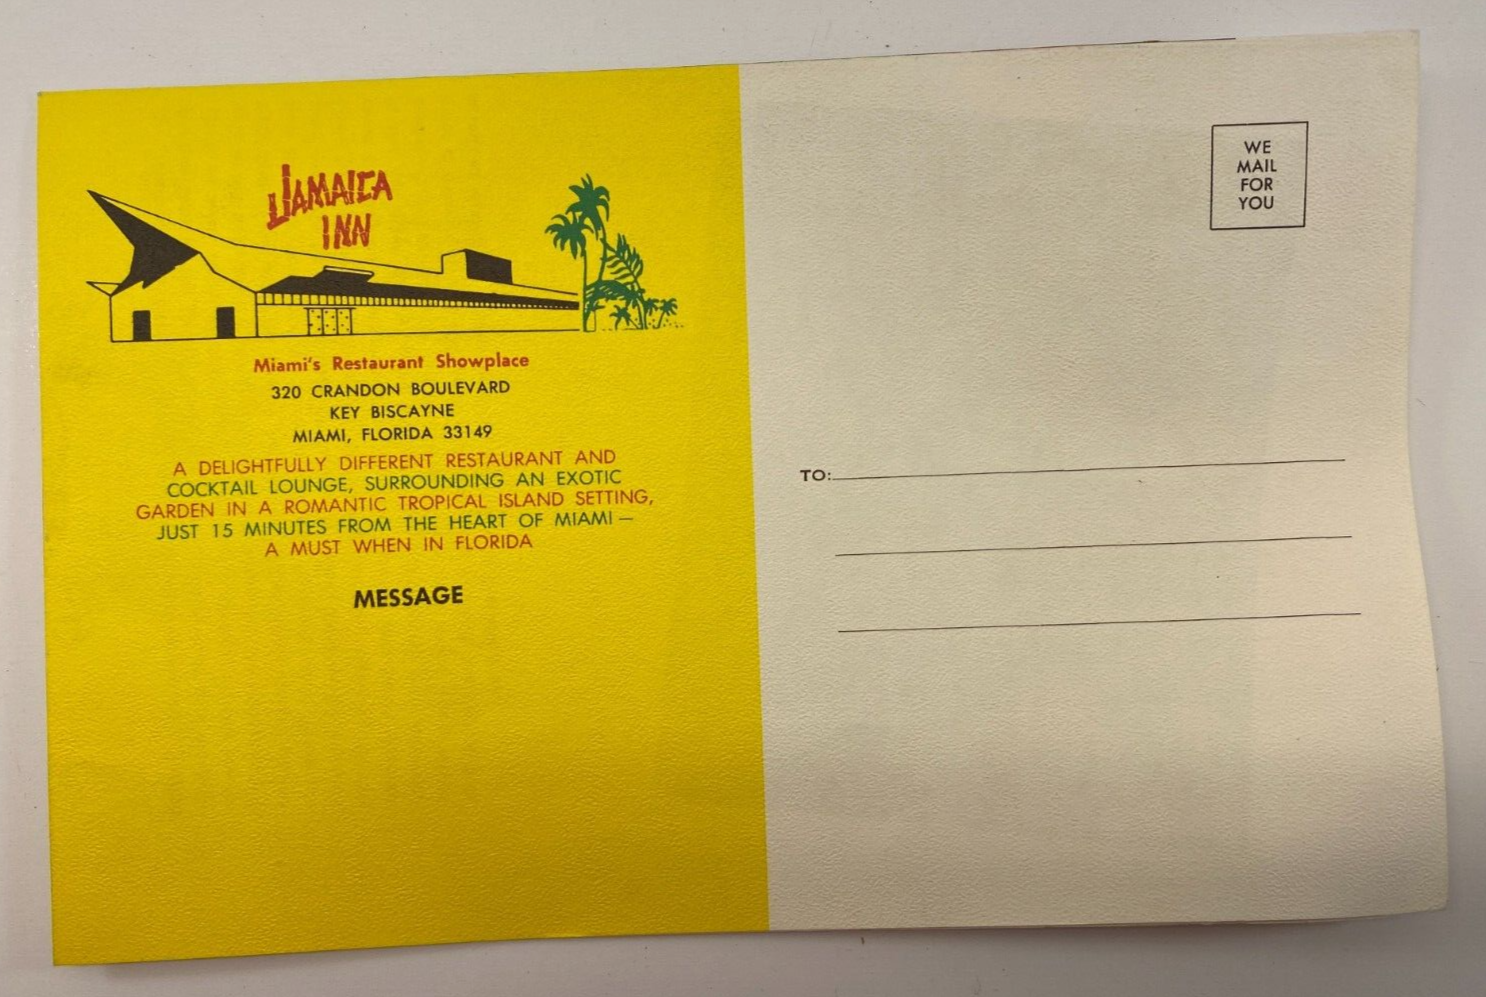 JAMAICA
INN
Miami's Restaurant Showplace
320 CRANDON BOULEVARD
KEY BISCAYNE
MIAMI, FLORIDA 33149
A DELIGHTFULLY DIFFERENT RESTAURANT AND
COCKTAIL LOUNGE, SURROUNDING AN EXOTIC
GARDEN IN A ROMANTIC TROPICAL ISLAND SETTING,
JUST 15 MINUTES FROM THE HEART OF MIAMI —
A MUST WHEN IN FLORIDA
MESSAGE
WE
MAIL
FOR
YOU
TO: